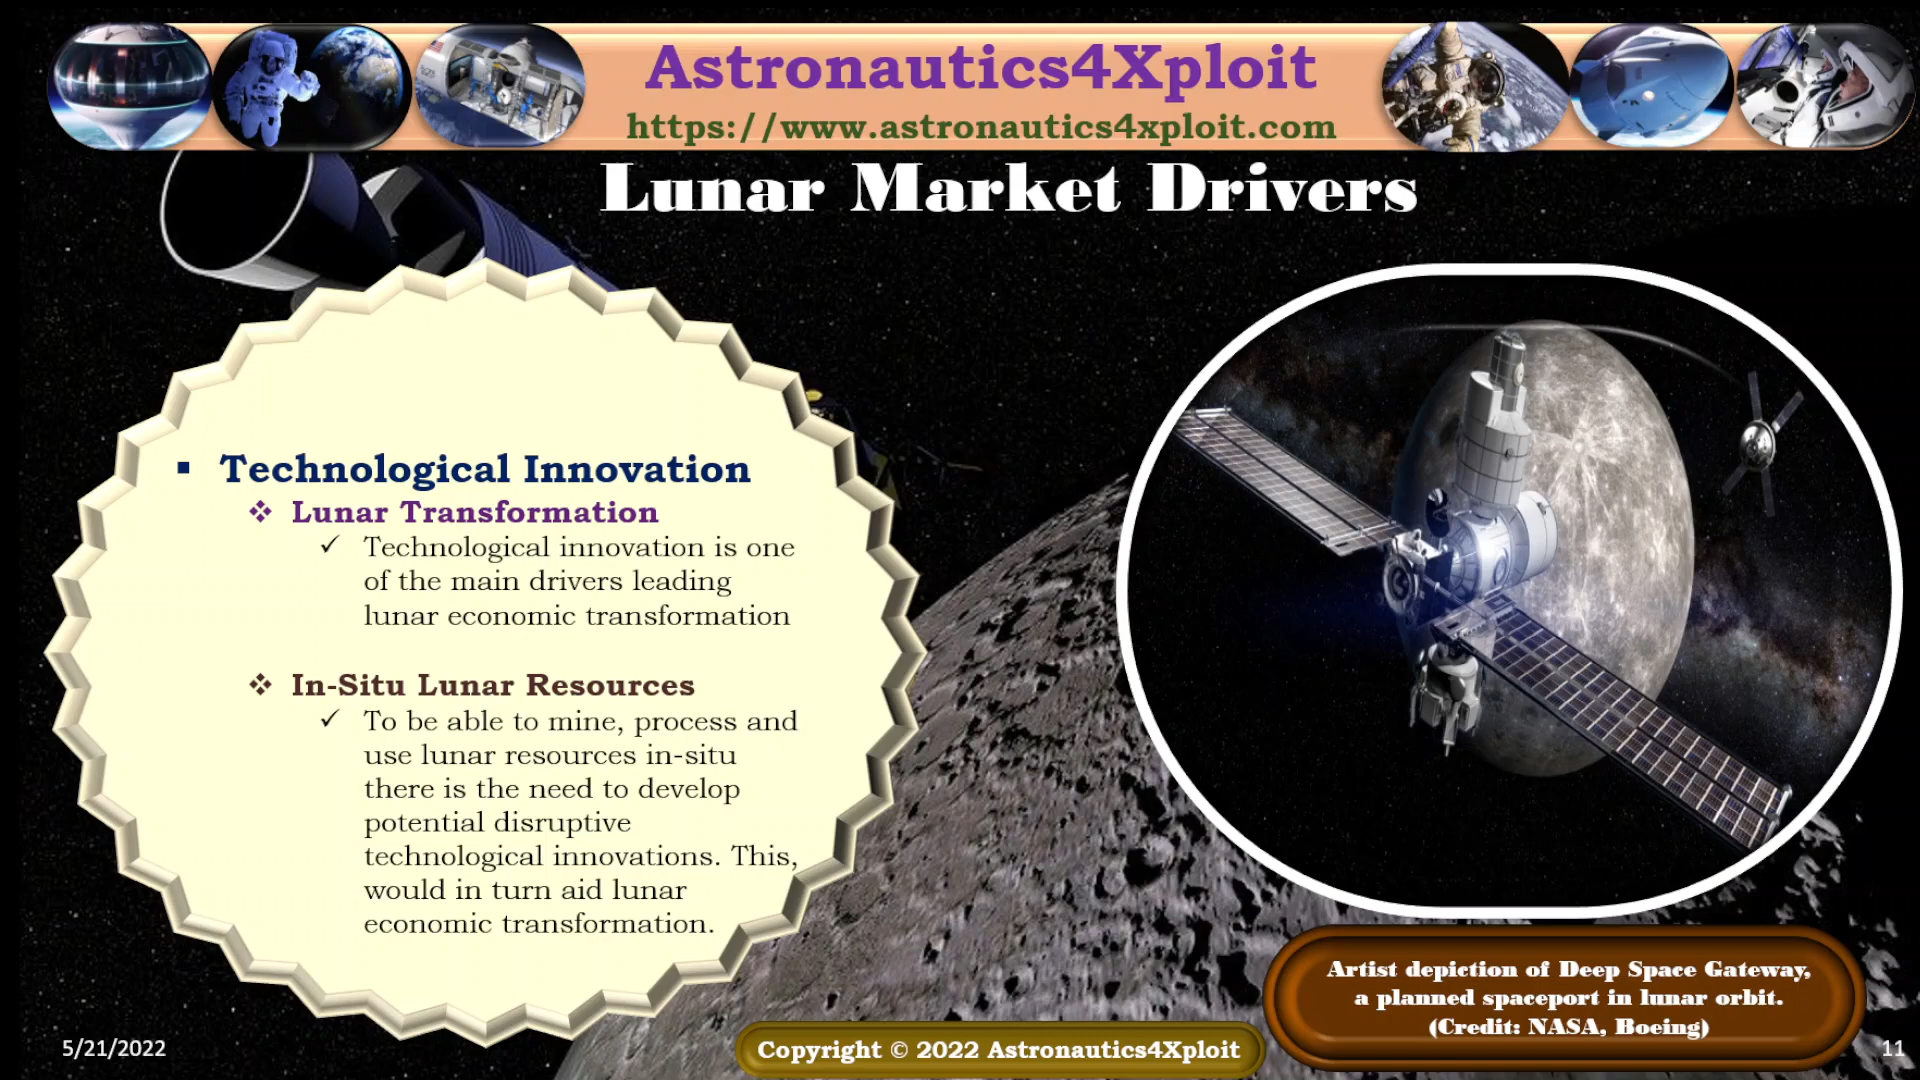 Astronautics4Xploit
https://www.astronautics4xploit.com
Lunar Market Drivers
▪ Technological Innovation
❖ Lunar Transformation
✓ Technological innovation is one
of the main drivers leading
lunar economic transformation
❖ In-Situ Lunar Resources
✓ To be able to mine, process and
use lunar resources in-situ
there is the need to develop
potential disruptive
technological innovations. This,
would in turn aid lunar
economic transformation.
Artist depiction of Deep Space Gateway,
a planned spaceport in lunar orbit.
(Credit: NASA, Boeing)
5/21/2022
Copyright © 2022 Astronautics4Xploit
11